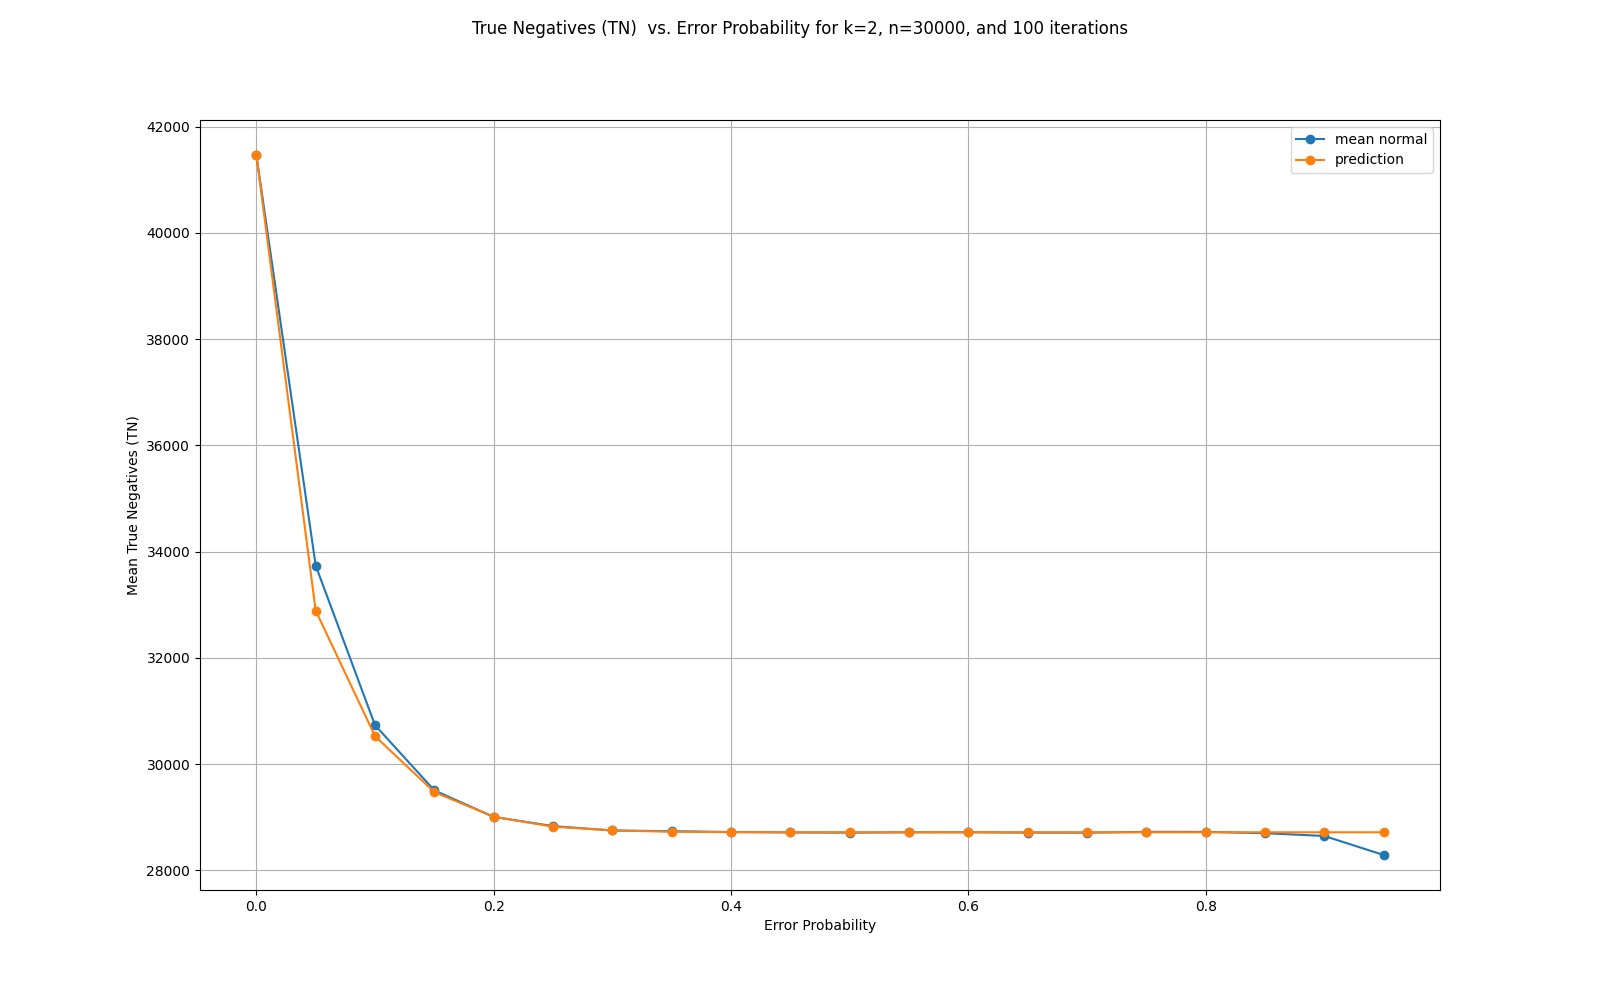 True Negatives (TN)  vs. Error Probability for k=2, n=30000, and 100 iterations
42000
40000
38000
36000
34000
32000
30000
28000
Mean True Negatives (TN)
mean normal
prediction
0.0
0.2
0.4
0.6
0.8
Error Probability